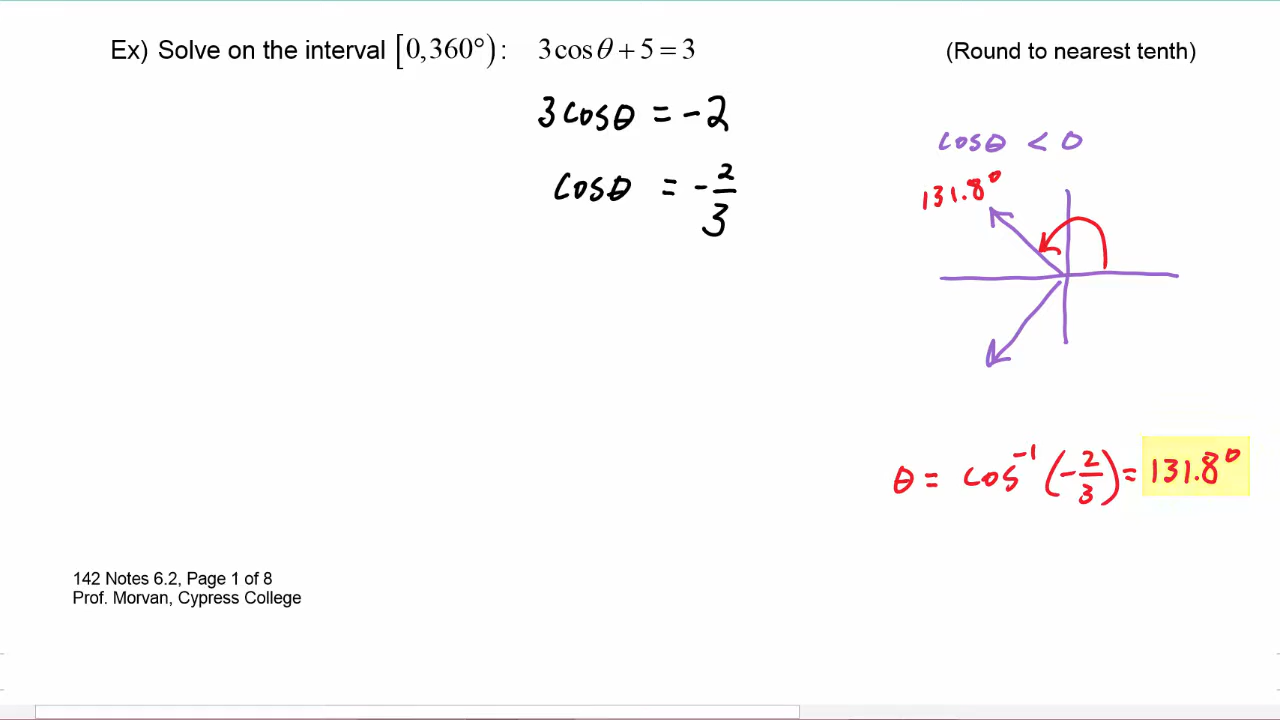 Ex) Solve on the interval [0,360°): 3cosθ+5=3 (Round to nearest tenth)
3cosθ = -2
cosθ < 0
cosθ = -2/3
131.8°
θ = cos⁻¹(-2/3) = 131.8°
142 Notes 6.2, Page 1 of 8
Prof. Morvan, Cypress College